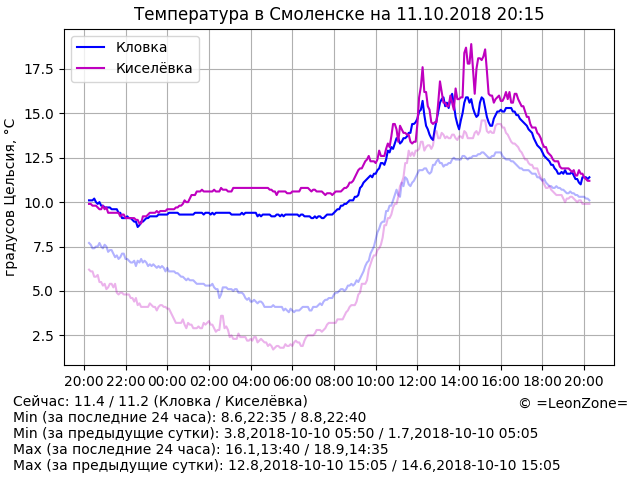 Температура в Смоленске на 11.10.2018 20:15
Кловка
Киселёвка
градусов Цельсия, °C
17.5
15.0
12.5
10.0
7.5
5.0
2.5
20:00 22:00 00:00 02:00 04:00 06:00 08:00 10:00 12:00 14:00 16:00 18:00 20:00
Сейчас: 11.4 / 11.2 (Кловка / Киселёвка)
© =LeonZone=
Min (за последние 24 часа): 8.6,22:35 / 8.8,22:40
Min (за предыдущие сутки): 3.8,2018-10-10 05:50 / 1.7,2018-10-10 05:05
Max (за последние 24 часа): 16.1,13:40 / 18.9,14:35
Max (за предыдущие сутки): 12.8,2018-10-10 15:05 / 14.6,2018-10-10 15:05